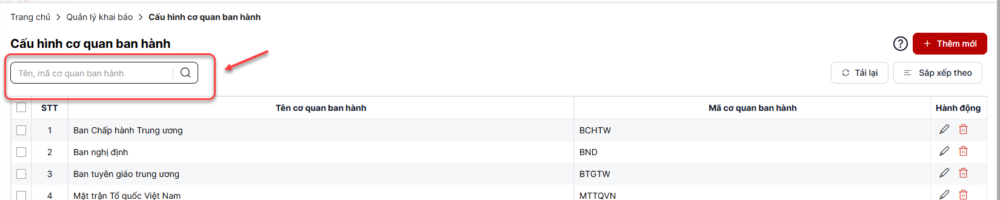 Trang chủ > Quản lý khai báo > Cấu hình cơ quan ban hành
Cấu hình cơ quan ban hành
? + Thêm mới
Tên, mã cơ quan ban hành
Tải lại Sắp xếp theo
STT Tên cơ quan ban hành Mã cơ quan ban hành Hành động
1 Ban Chấp hành Trung ương BCHTW
2 Ban nghị định BND
3 Ban tuyên giáo trung ương BTGTW
4 Mặt trận Tổ quốc Việt Nam MTTQVN